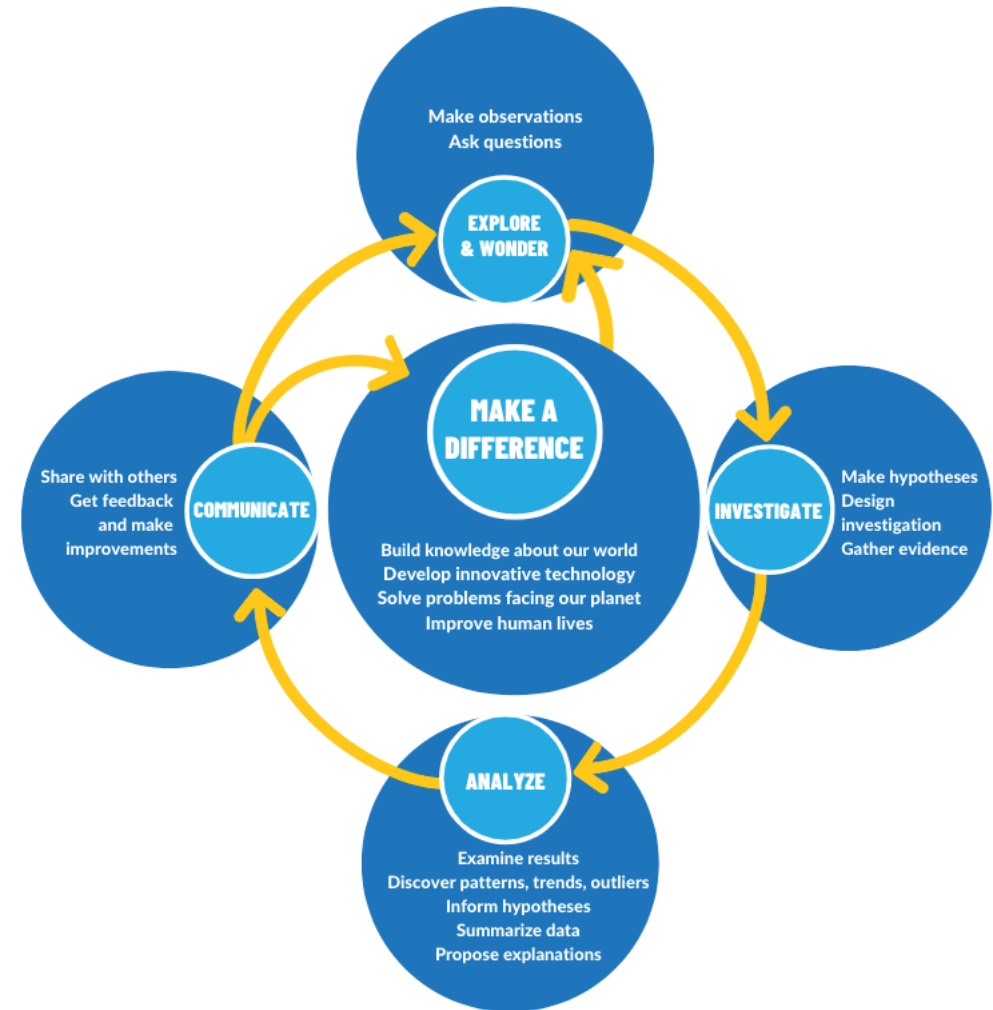 Make observations
Ask questions
EXPLORE
& WONDER
MAKE A
DIFFERENCE
Build knowledge about our world
Develop innovative technology
Solve problems facing our planet
Improve human lives
Share with others
Get feedback
and make
improvements
COMMUNICATE
INVESTIGATE
Make hypotheses
Design
investigation
Gather evidence
ANALYZE
Examine results
Discover patterns, trends, outliers
Inform hypotheses
Summarize data
Propose explanations